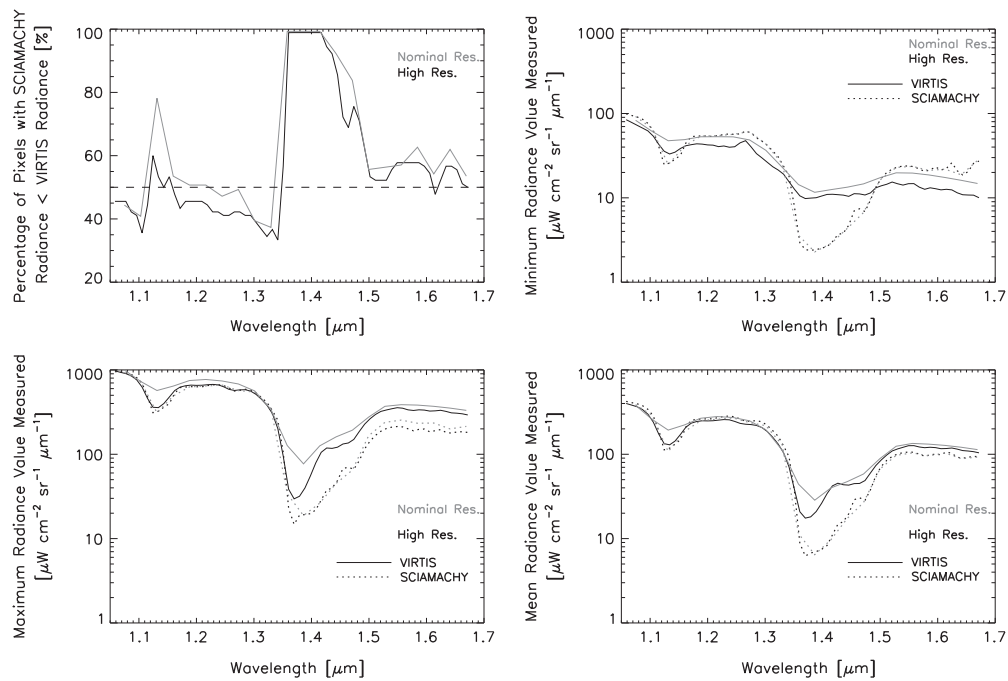 Percentage of Pixels with SCIAMACHY
Radiance < VIRTIS Radiance [%]
100
80
60
40
20
Nominal Res.
High Res.
1.1 1.2 1.3 1.4 1.5 1.6 1.7
Wavelength [μm]
Minimum Radiance Value Measured
[μW cm⁻² sr⁻¹ μm⁻¹]
1000
100
10
1
Nominal Res.
High Res.
VIRTIS
SCIAMACHY
1.1 1.2 1.3 1.4 1.5 1.6 1.7
Wavelength [μm]
Maximum Radiance Value Measured
[μW cm⁻² sr⁻¹ μm⁻¹]
1000
100
10
1
Nominal Res.
High Res.
VIRTIS
SCIAMACHY
1.1 1.2 1.3 1.4 1.5 1.6 1.7
Wavelength [μm]
Mean Radiance Value Measured
[μW cm⁻² sr⁻¹ μm⁻¹]
1000
100
10
1
Nominal Res.
High Res.
VIRTIS
SCIAMACHY
1.1 1.2 1.3 1.4 1.5 1.6 1.7
Wavelength [μm]